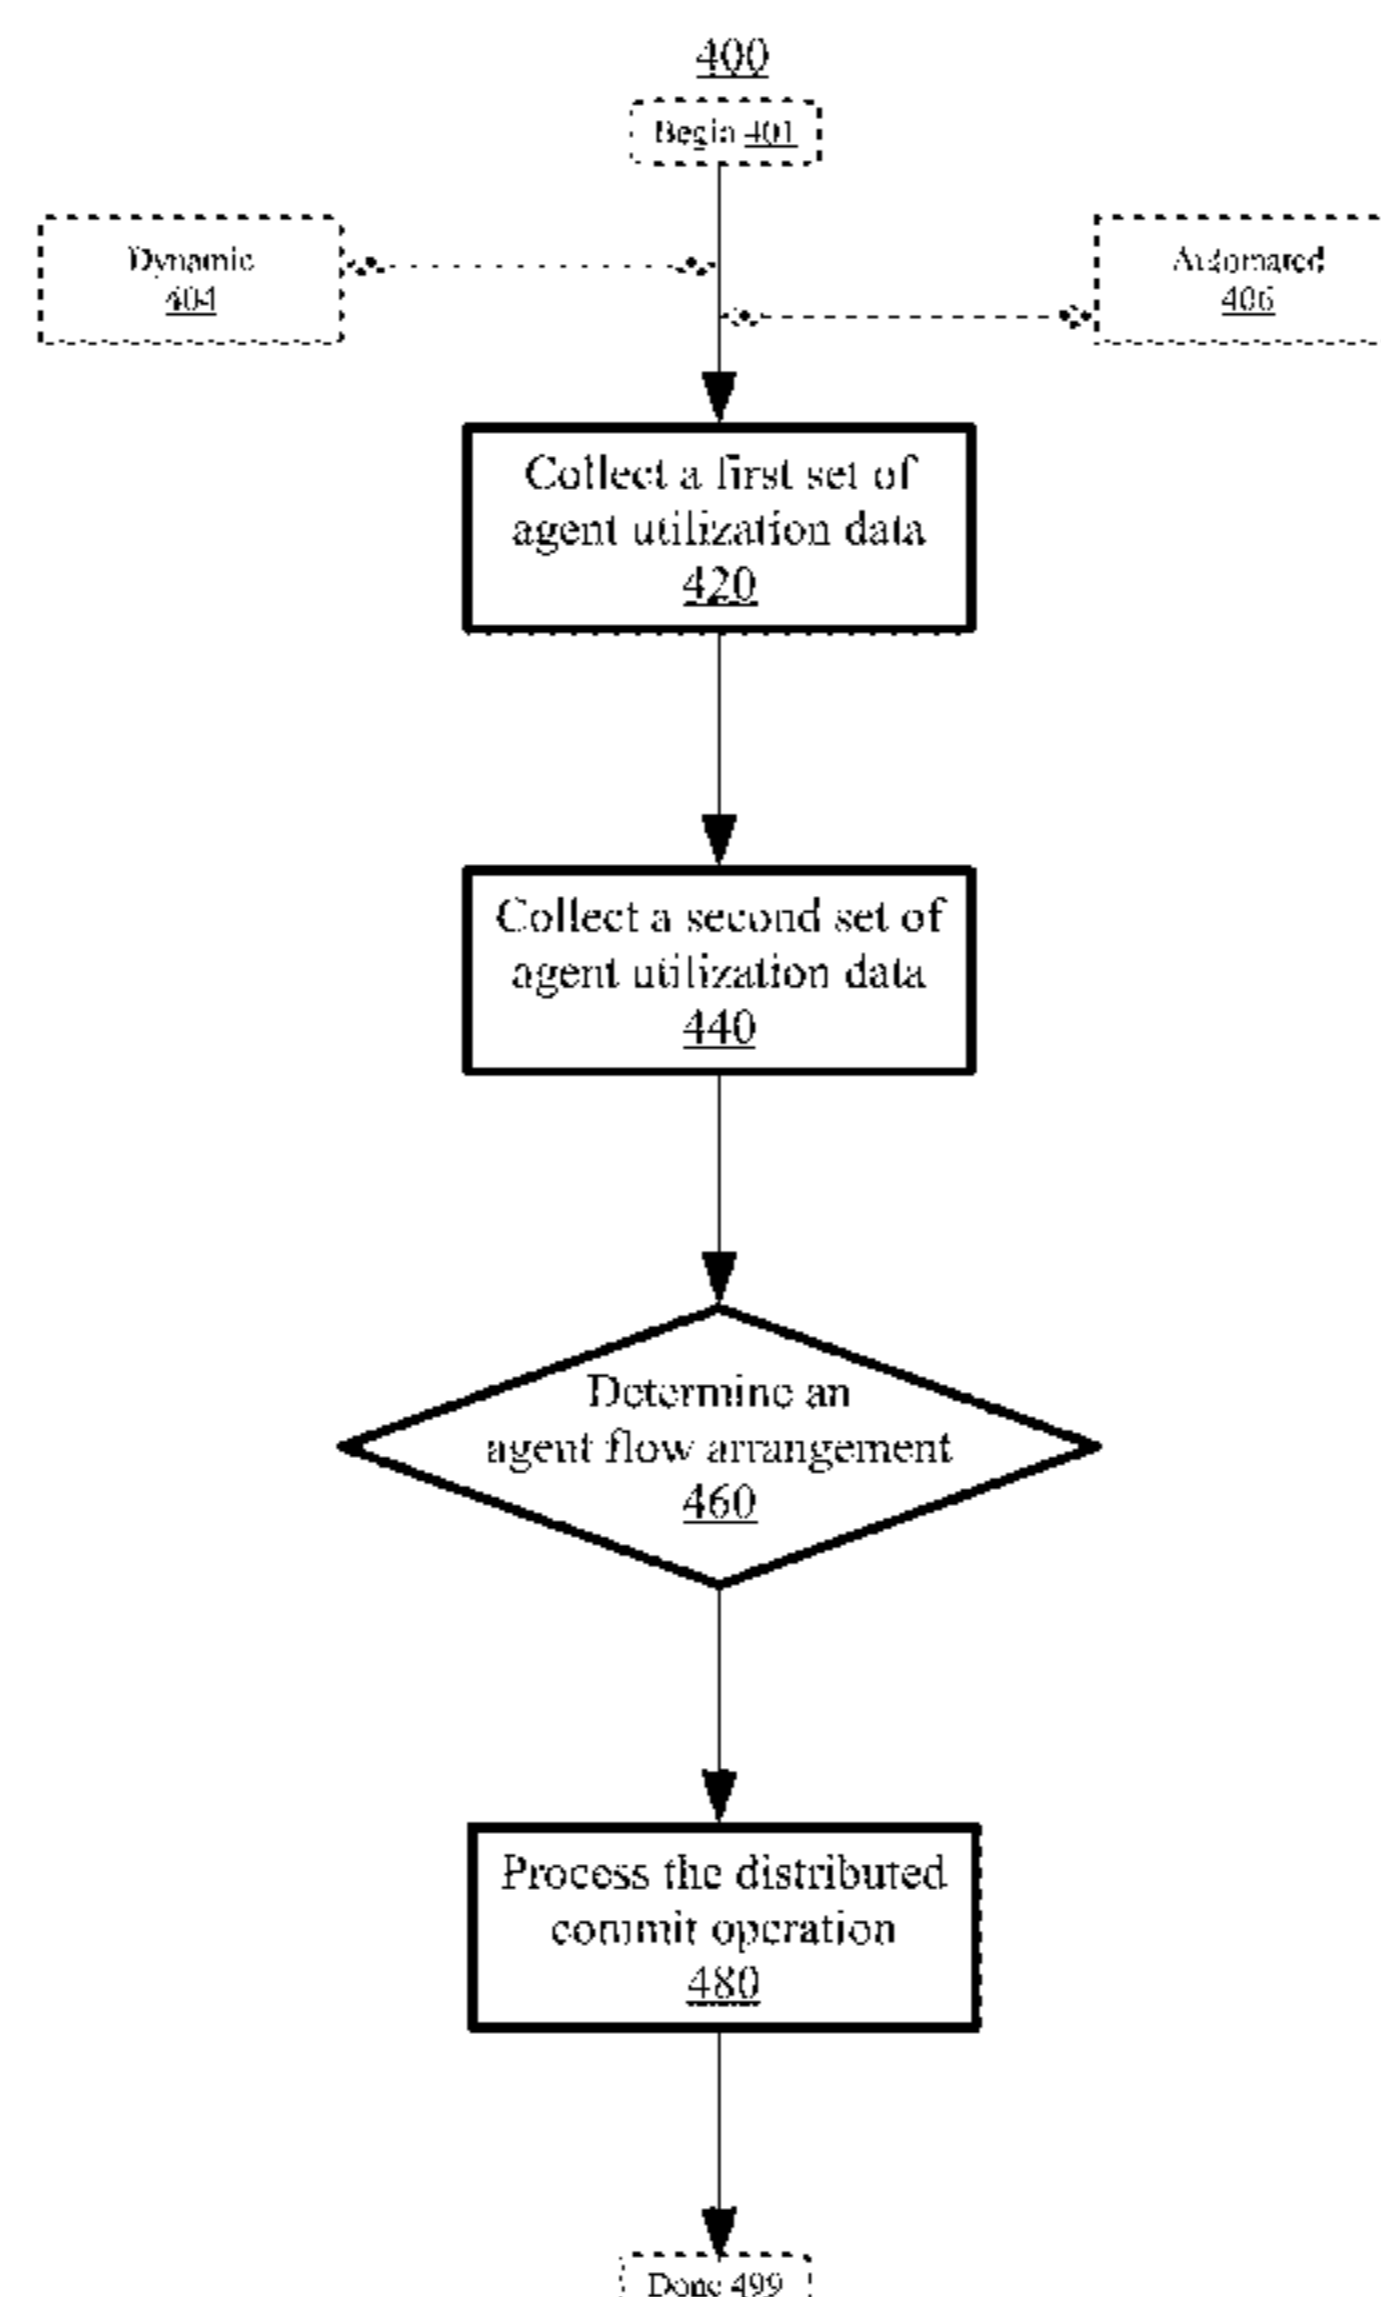 400
Begin 401
Dynamic
404
Automated
406
Collect a first set of
agent utilization data
420
Collect a second set of
agent utilization data
440
Determine an
agent flow arrangement
460
Process the distributed
commit operation
480
Done 499